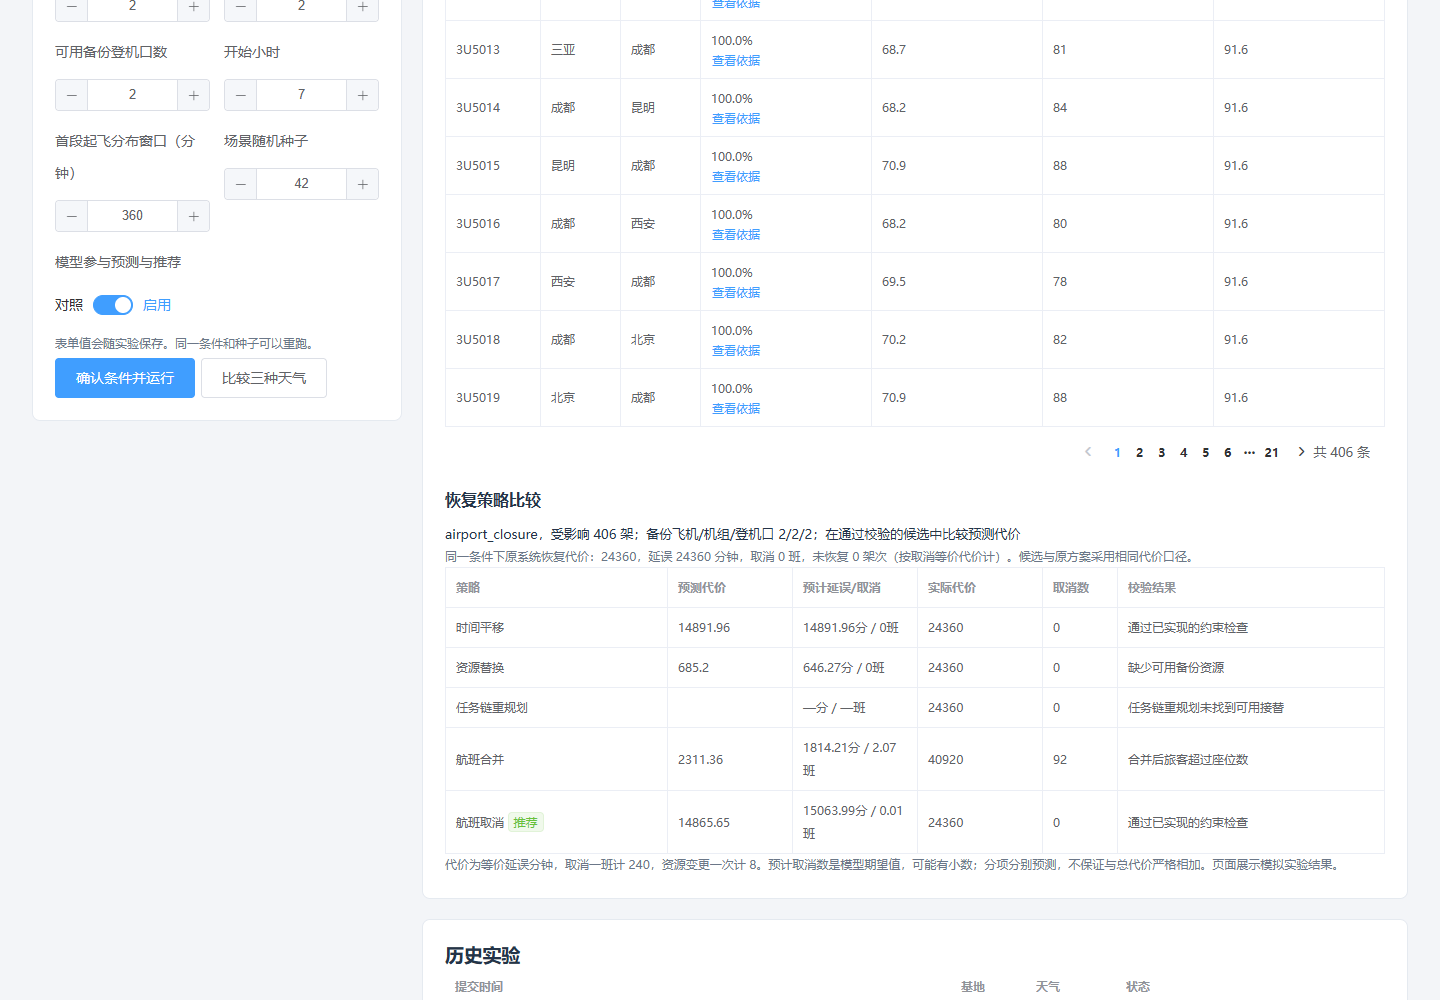 2
2
可用备份登机口数
开始小时
2
7
首段起飞分布窗口（分
钟）
场景随机种子
42
360
模型参与预测与推荐
对照 启用
表单值会随实验保存。同一条件和种子可以重跑。
确认条件并运行 比较三种天气
查看依据
3U5013 三亚 成都 100.0% 68.7 81 91.6
查看依据
3U5014 成都 昆明 100.0% 68.2 84 91.6
查看依据
3U5015 昆明 成都 100.0% 70.9 88 91.6
查看依据
3U5016 成都 西安 100.0% 68.2 80 91.6
查看依据
3U5017 西安 成都 100.0% 69.5 78 91.6
查看依据
3U5018 成都 北京 100.0% 70.2 82 91.6
查看依据
3U5019 北京 成都 100.0% 70.9 88 91.6
查看依据
1 2 3 4 5 6 ··· 21 共 406 条
恢复策略比较
airport_closure，受影响 406 架；备份飞机/机组/登机口 2/2/2；在通过校验的候选中比较预测代价
同一条件下原系统恢复代价：24360，延误 24360 分钟，取消 0 班，未恢复 0 架次（按取消等价代价计）。候选与原方案采用相同代价口径。
策略 预测代价 预计延误/取消 实际代价 取消数 校验结果
时间平移 14891.96 14891.96分 / 0班 24360 0 通过已实现的约束检查
资源替换 685.2 646.27分 / 0班 24360 0 缺少可用备份资源
任务链重规划 —分 / —班 24360 0 任务链重规划未找到可用接替
航班合并 2311.36 1814.21分 / 2.07 40920 92 合并后旅客超过座位数
班
航班取消 推荐 14865.65 15063.99分 / 0.01 24360 0 通过已实现的约束检查
班
代价为等价延误分钟，取消一班计 240，资源变更一次计 8。预计取消数是模型期望值，可能有小数；分项分别预测，不保证与总代价严格相加。页面展示模拟实验结果。
历史实验
提交时间 基地 天气 状态